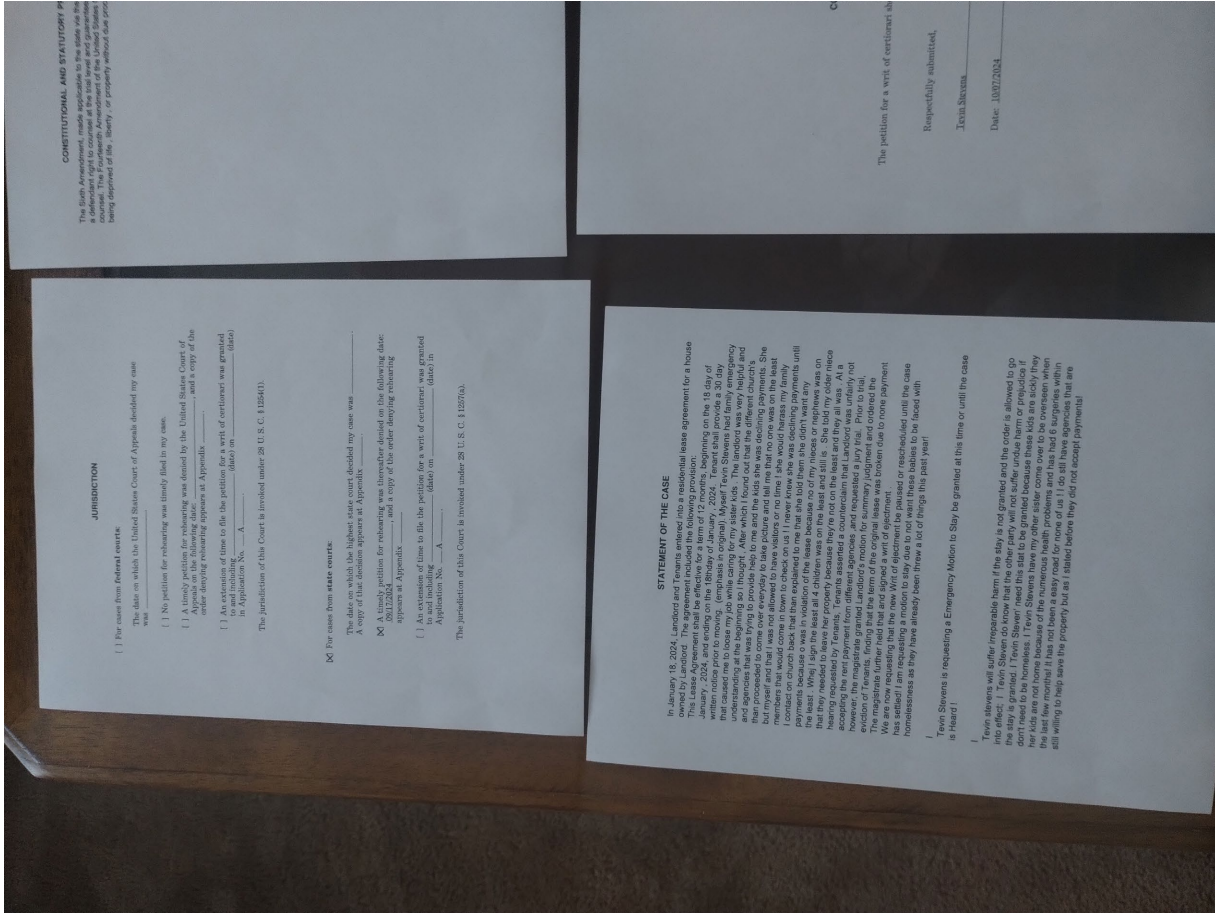 CONSTITUTIONAL AND STATUTORY
The Sixth Amendment, made applicable to the state via the
a defendant right to counsel at the trial level and guarantee
counsel. The Fourteenth Amendment of the United States
being deprived of life , liberty , or property without due
The petition for a writ of certiorari
Respectfully submitted,
Tevin Stevens
Date: 10/07/2024
JURISDICTION
[ ] For cases from federal courts:
The date on which the United States Court of Appeals decided my case
was
[ ] No petition for rehearing was timely filed in my case.
[ ] A timely petition for rehearing was denied by the United States Court of
Appeals on the following date: , and a copy of the
order denying rehearing appears at Appendix .
[ ] An extension of time to file the petition for a writ of certiorari was granted
to and including (date) on (date)
in Application No. A .
The jurisdiction of this Court is invoked under 28 U. S. C. § 1254(1).
[x] For cases from state courts:
The date on which the highest state court decided my case was .
A copy of that decision appears at Appendix .
[x] A timely petition for rehearing was thereafter denied on the following date:
09/17/2024 , and a copy of the order denying rehearing
appears at Appendix .
[ ] An extension of time to file the petition for a writ of certiorari was granted
to and including (date) on (date) in
Application No. A .
The jurisdiction of this Court is invoked under 28 U. S. C. § 1257(a).
STATEMENT OF THE CASE
In January 18, 2024, Landlord and Tenants entered into a residential lease agreement for a house
owned by Landlord. The agreement included the following provision:
This Lease Agreement shall be effective for a term of 12 months, beginning on the 18 day of
January , 2024, and ending on the 18thday of January, 2024, Tenant shall provide a 30 day
written notice prior to moving. (emphasis in original). Myself Tevin Stevens had family emergency
that caused me to loose my job while caring for my sister kids . The landlord was very helpful and
understanding at the beginning so I thought . After which I found out that the different church's
and agencies that was trying to provide help to me and the kids she was declining payments. She
than proceeded to come over everyday to take picture and tell me that no one was on the least
but myself and that I was not allowed to have visitors or no time ! she would harass my family
members that would come in town to check on us ! I never knew she was declining payments until
I contact on church back that than explained to me that she told them she didn't want any
payments because o was in violation of the lease because no of my nieces or nephews was on
the least . Whej I sign the least all 4 children was on the least and still is . She told my older niece
that they needed to leave her property because they're not on the least and they all was . At a
hearing requested by Tenants, Tenants asserted a counterclaim that Landlord was unfairly not
accepting the rent payment from different agencies and requested a jury trial. Prior to trial,
however, the magistrate granted Landlord's motion for summary judgment and ordered the
eviction of Tenants, finding that the term of the original lease was broken due to none payment
The magistrate further held that and signed a writ of ejectment .
We are now requesting that the new Writ of ejectment be paused or rescheduled until the case
has settled! I am requesting a motion to stay due to not want these babies to be faced with
homelessness as they have already been threw a lot of things this past year!
I
Tevin Stevens is requesting a Emergency Motion to Stay be granted at this time or until the case
is Heard !
I
Tevin stevens will suffer irreparable harm if the stay is not granted and the order is allowed to go
into effect; I Tevin Steven do know that the other party will not suffer undue harm or prejudice if
the stay is granted. I Tevin Steven' need this stat to be granted because these kids are sickly they
don't need to be homeless. I Tevin Stevens have my other sister come over to be overseen when
her kids are not home because of the numerous health problems and has had 6 surgeries within
the last few months! It has not been a easy road for none of us ! I do still have agencies that are
still willing to help save the property but as I stated before they did not accept payments!